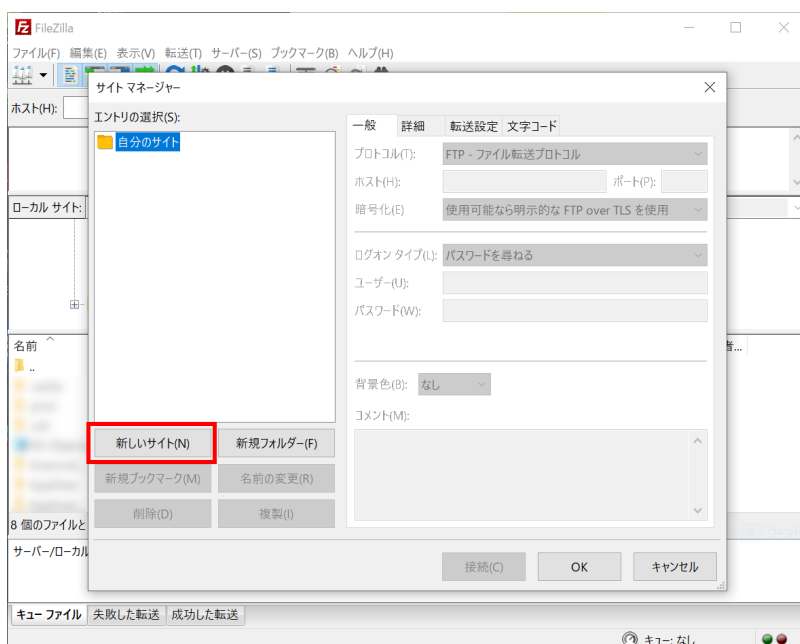 FileZilla
ファイル(F) 編集(E) 表示(V) 転送(T) サーバー(S) ブックマーク(B) ヘルプ(H)
ホスト(H):
サイト マネージャー
エントリの選択(S):
自分のサイト
一般 詳細 転送設定 文字コード
プロトコル(T): FTP - ファイル転送プロトコル
ホスト(H): ポート(P):
暗号化(E) 使用可能なら明示的な FTP over TLS を使用
ログオン タイプ(L): パスワードを尋ねる
ユーザー(U):
パスワード(W):
背景色(B): なし
コメント(M):
新しいサイト(N) 新規フォルダー(F)
新規ブックマーク(M) 名前の変更(R)
削除(D) 複製(I)
接続(C) OK キャンセル
ローカル サイト:
名前
者...
..
8 個のファイルと
サーバー/ローカル
キュー ファイル 失敗した転送 成功した転送
キュー: なし